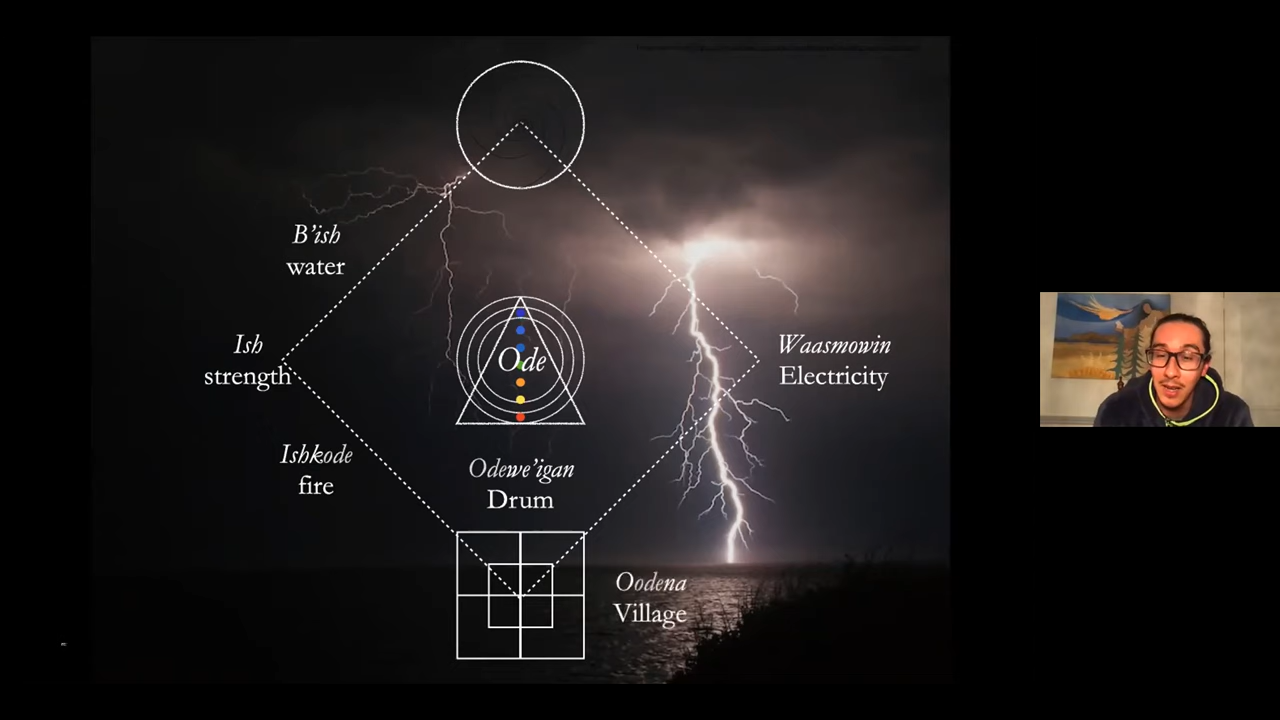 B’ish
water
Ish
strength
Ishkode
fire
Ode
Odewe’igan
Drum
Waasmowin
Electricity
Oodena
Village